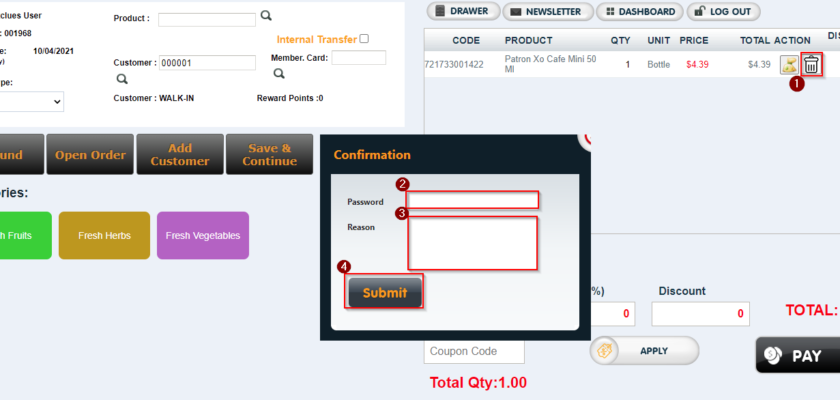 clues User
: 001968
e: 10/04/2021
y)
ype:
Product :
Internal Transfer
Customer : 000001
Member. Card:
Customer : WALK-IN
Reward Points :0
DRAWER
NEWSLETTER
DASHBOARD
LOG OUT
CODE PRODUCT QTY UNIT PRICE TOTAL ACTION DIS
721733001422 Patron Xo Cafe Mini 50 Ml 1 Bottle $4.39 $4.39
1
und
Open Order
Add Customer
Save & Continue
ries:
h Fruits
Fresh Herbs
Fresh Vegetables
Confirmation
2
Password
3
Reason
4
Submit
%)
Discount
0
0
TOTAL:
Coupon Code
APPLY
PAY
Total Qty:1.00